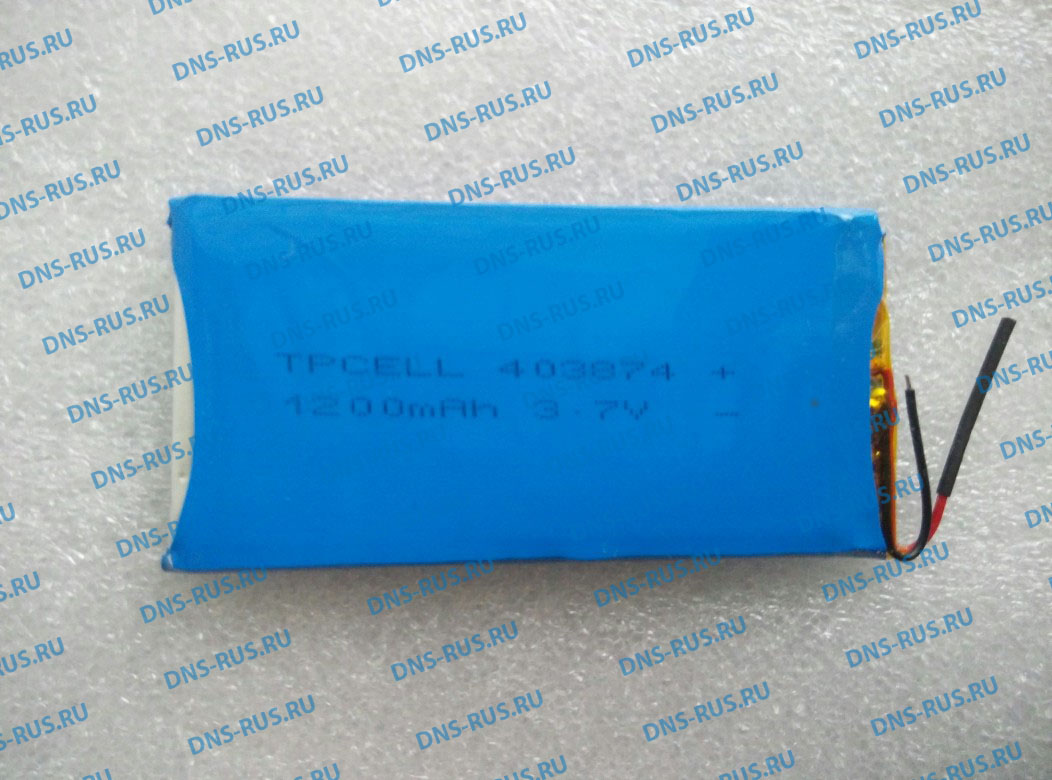 TPCELL 403874 +
1200mAh 3.7V -
DNS-RUS.RU